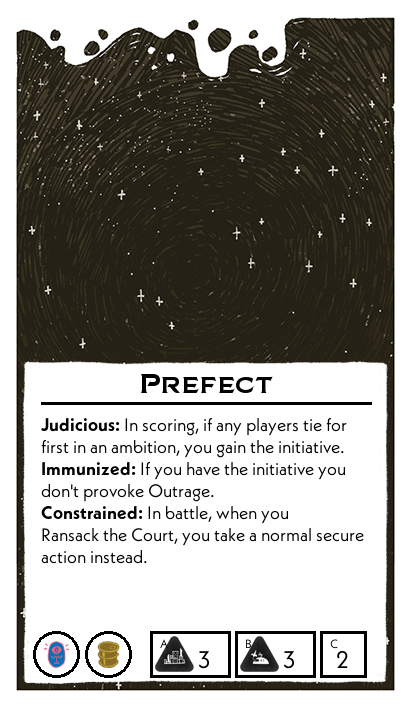 PREFECT
Judicious: In scoring, if any players tie for
first in an ambition, you gain the initiative.
Immunized: If you have the initiative you
don't provoke Outrage.
Constrained: In battle, when you
Ransack the Court, you take a normal secure
action instead.
A 3 B 3 C 2